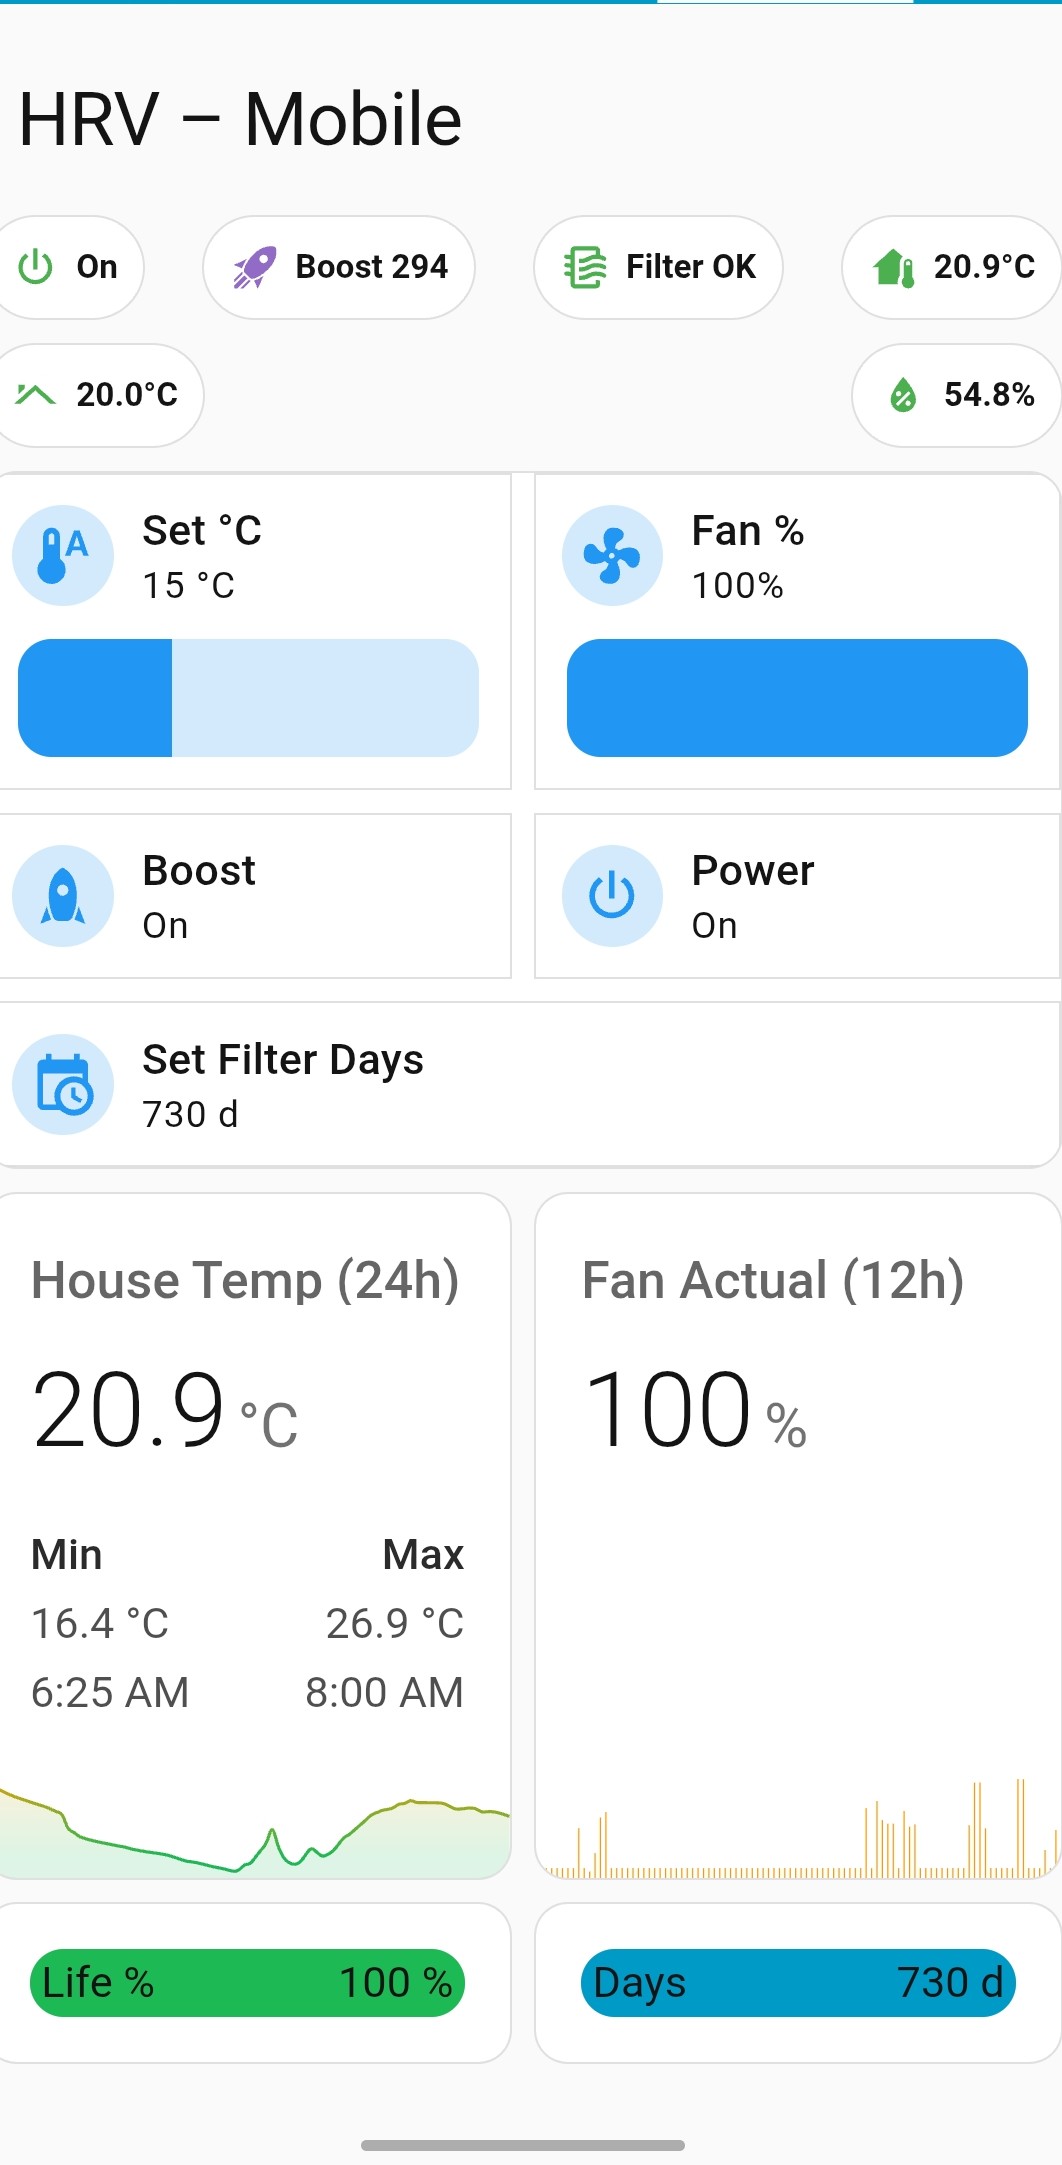 HRV – Mobile
On
Boost 294
Filter OK
20.9°C
20.0°C
54.8%
Set °C
15 °C
Fan %
100%
A
Boost
On
Power
On
Set Filter Days
730 d
House Temp (24h)
20.9 °C
Min Max
16.4 °C 26.9 °C
6:25 AM 8:00 AM
Fan Actual (12h)
100 %
Life % 100 %
Days 730 d